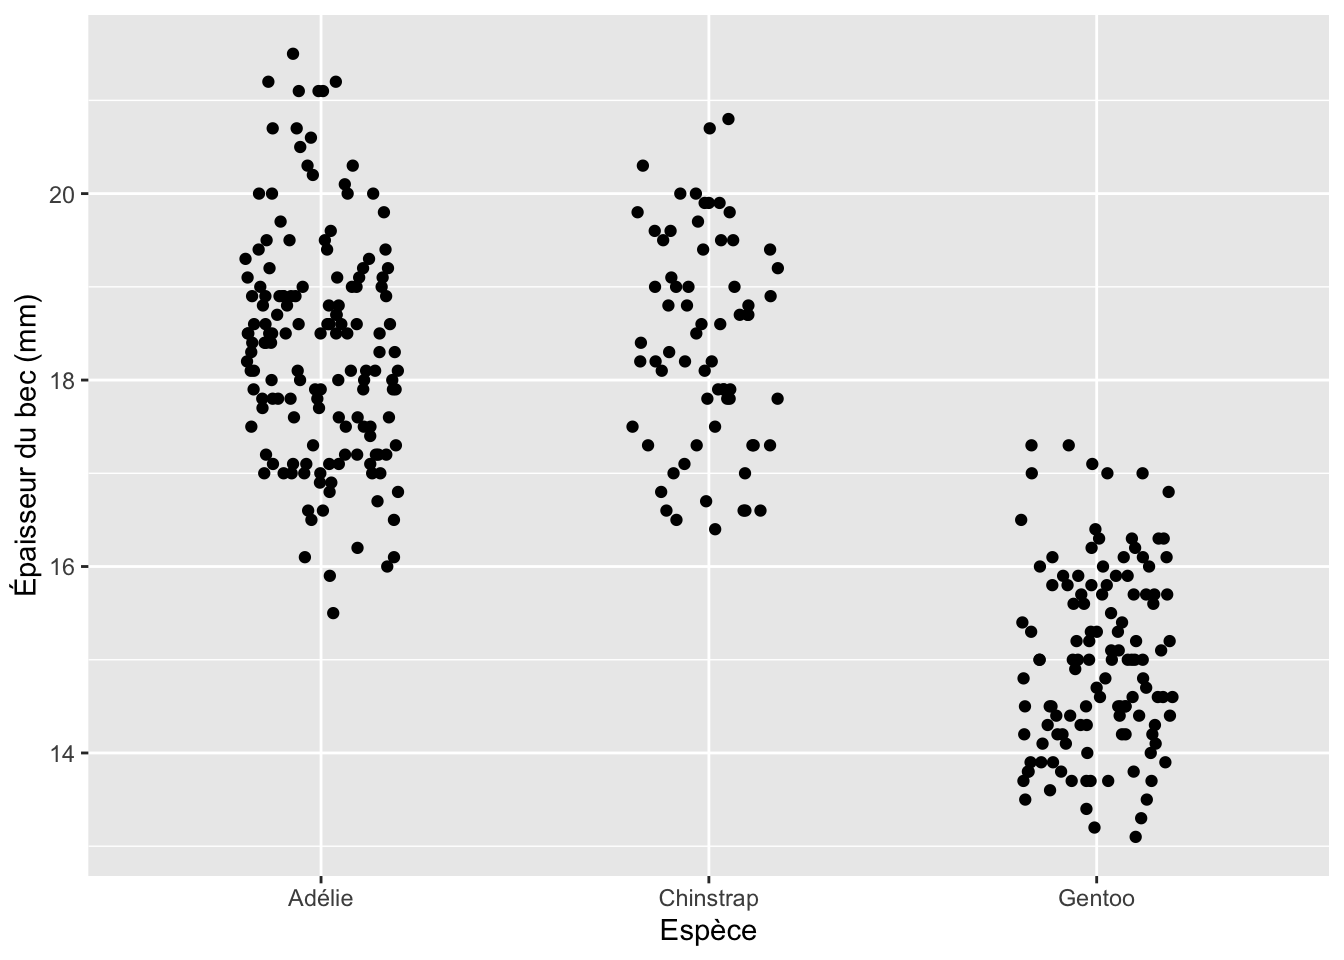 Épaisseur du bec (mm)
20
18
16
14
Adélie
Chinstrap
Gentoo
Espèce